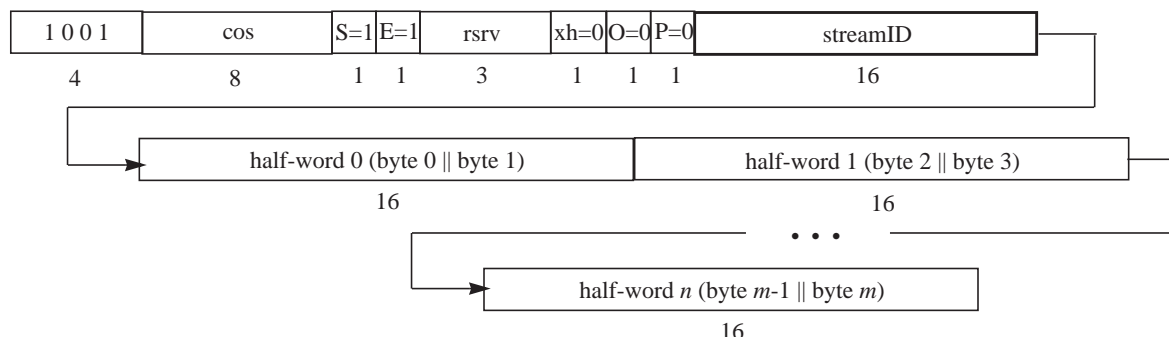 1 0 0 1 cos S=1 E=1 rsrv xh=0 O=0 P=0 streamID
4 8 1 1 3 1 1 1 16
half-word 0 (byte 0 || byte 1) half-word 1 (byte 2 || byte 3)
16 16
• • •
half-word n (byte m-1 || byte m)
16